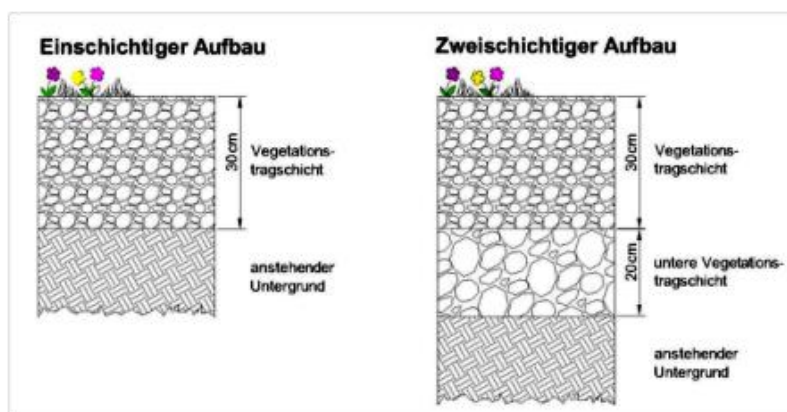 Einschichtiger Aufbau
30cm
Vegetations-
tragschicht
anstehender
Untergrund
Zweischichtiger Aufbau
30cm
Vegetations-
tragschicht
20cm
untere Vegetations-
tragschicht
anstehender
Untergrund